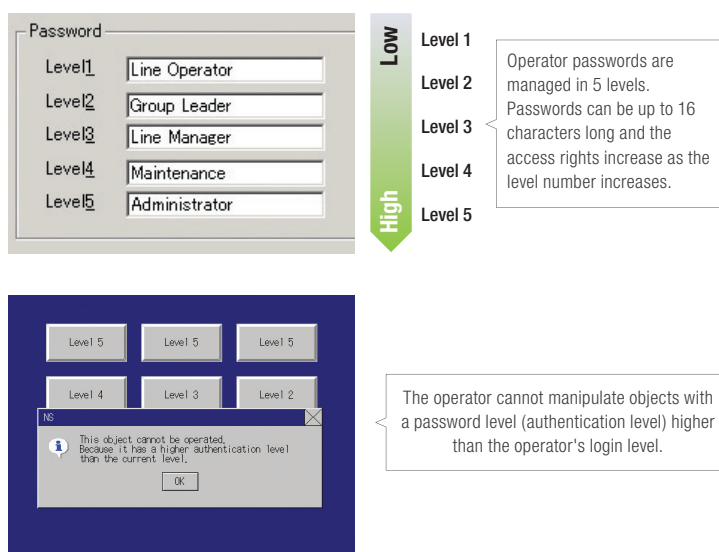 Password
Level1 Line Operator
Level2 Group Leader
Level3 Line Manager
Level4 Maintenance
Level5 Administrator
Low
High
Level 1
Level 2
Level 3
Level 4
Level 5
Operator passwords are
managed in 5 levels.
Passwords can be up to 16
characters long and the
access rights increase as the
level number increases.
Level 5 Level 5 Level 5
Level 4 Level 3 Level 2
NS
This object cannot be operated,
Because it has a higher authentication level
than the current level.
OK
The operator cannot manipulate objects with
a password level (authentication level) higher
than the operator's login level.